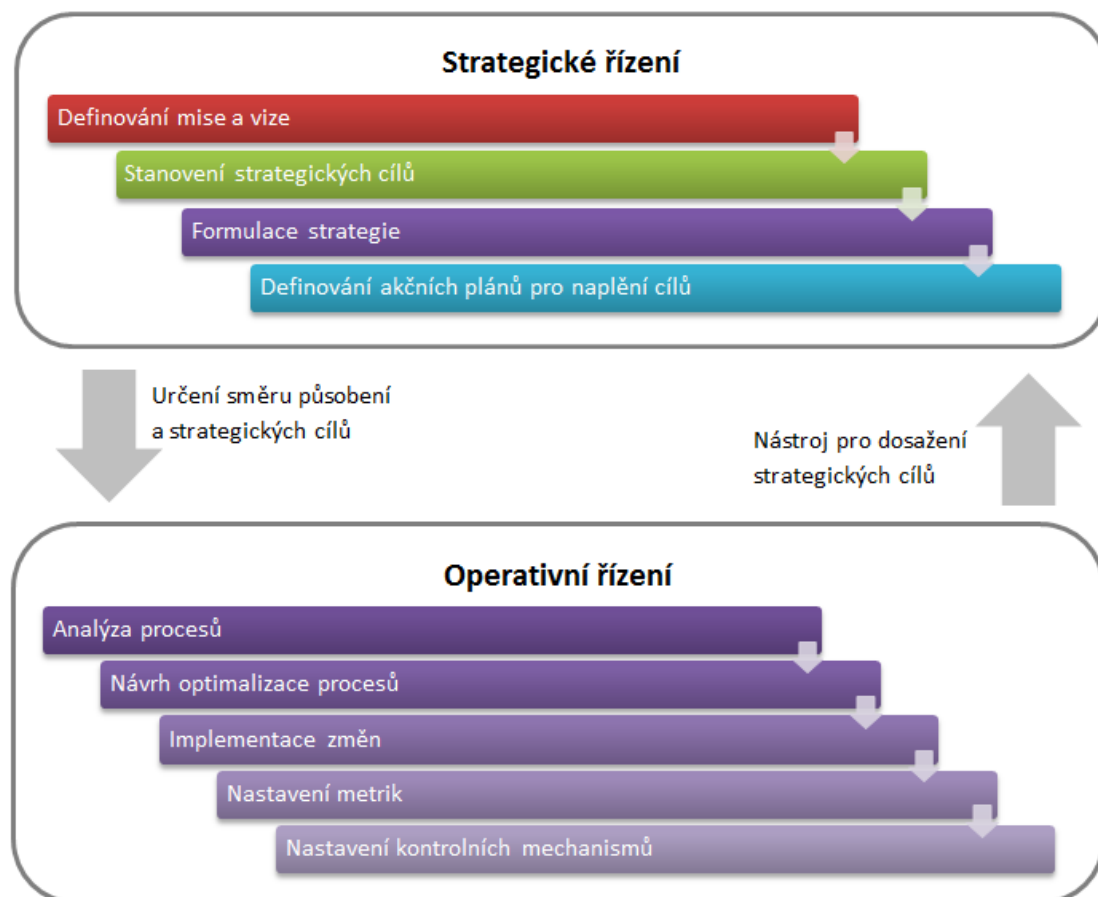 Strategické řízení
Definování mise a vize
Stanovení strategických cílů
Formulace strategie
Definování akčních plánů pro naplění cílů
Určení směru působení
a strategických cílů
Nástroj pro dosažení
strategických cílů
Operativní řízení
Analýza procesů
Návrh optimalizace procesů
Implementace změn
Nastavení metrik
Nastavení kontrolních mechanismů